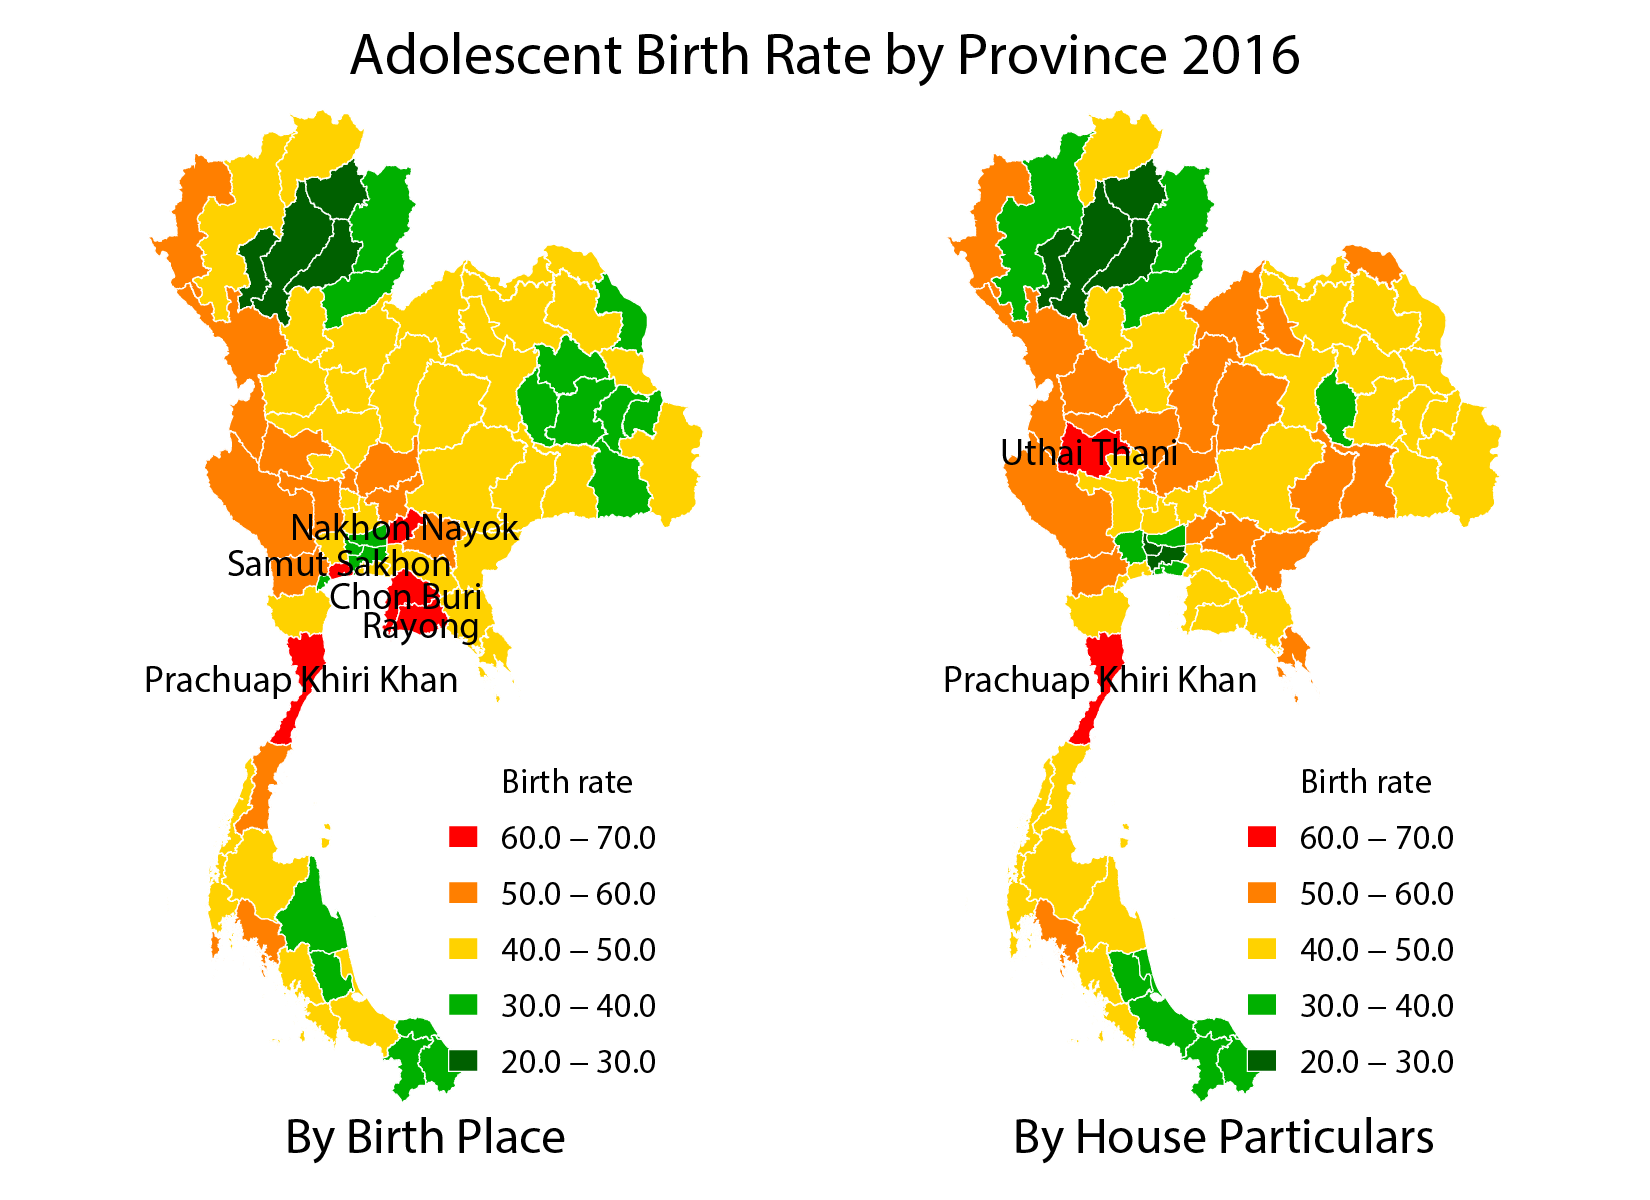 Adolescent Birth Rate by Province 2016
Nakhon Nayok
Samut Sakhon
Chon Buri
Rayong
Prachuap Khiri Khan
Birth rate
60.0 – 70.0
50.0 – 60.0
40.0 – 50.0
30.0 – 40.0
20.0 – 30.0
By Birth Place
Uthai Thani
Prachuap Khiri Khan
Birth rate
60.0 – 70.0
50.0 – 60.0
40.0 – 50.0
30.0 – 40.0
20.0 – 30.0
By House Particulars